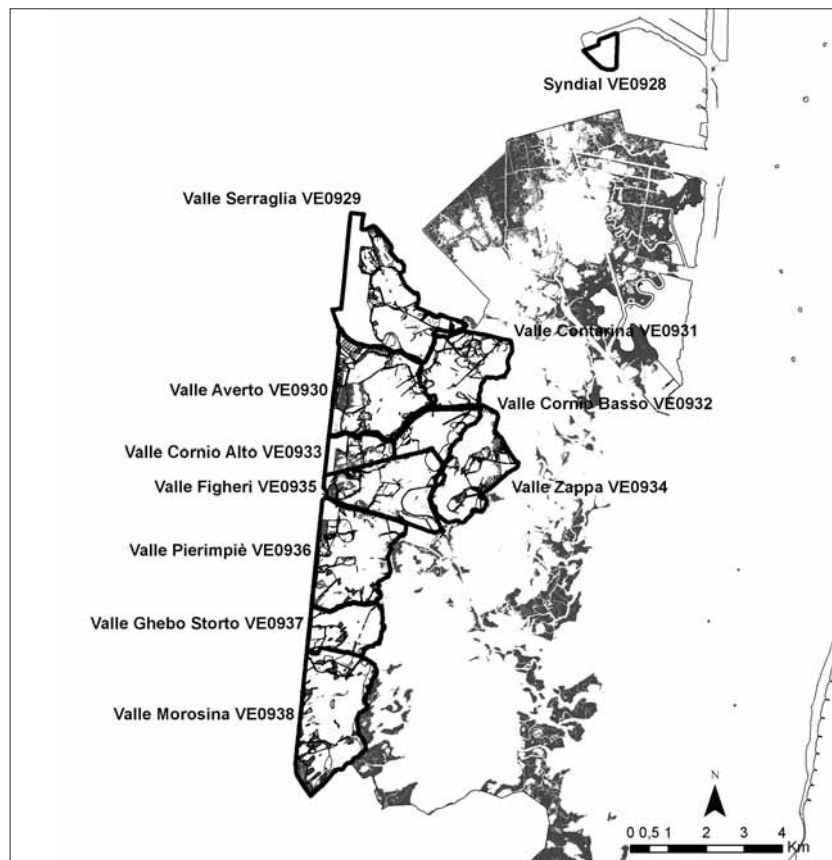 Syndial VE0928
Valle Serraglia VE0929
Valle Contarina VE0931
Valle Averto VE0930
Valle Cornio Basso VE0932
Valle Cornio Alto VE0933
Valle Figheri VE0935
Valle Zappa VE0934
Valle Pierimpiè VE0936
Valle Ghebo Storto VE0937
Valle Morosina VE0938
N
0 0,5 1 2 3 4
Km